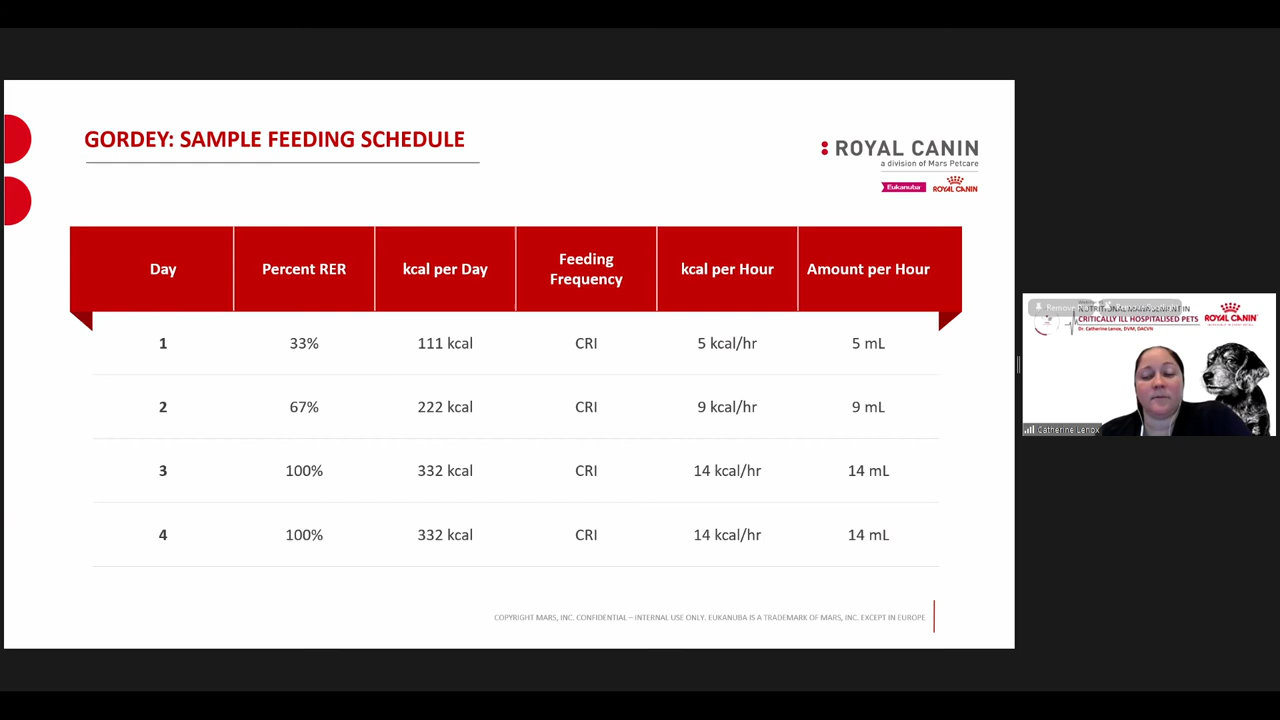 GORDEY: SAMPLE FEEDING SCHEDULE
ROYAL CANIN
a division of Mars Petcare
Eukanuba ROYAL CANIN
Day Percent RER kcal per Day Feeding Frequency kcal per Hour Amount per Hour
1 33% 111 kcal CRI 5 kcal/hr 5 mL
2 67% 222 kcal CRI 9 kcal/hr 9 mL
3 100% 332 kcal CRI 14 kcal/hr 14 mL
4 100% 332 kcal CRI 14 kcal/hr 14 mL
COPYRIGHT MARS, INC. CONFIDENTIAL – INTERNAL USE ONLY. EUKANUBA IS A TRADEMARK OF MARS, INC. EXCEPT IN EUROPE
NUTRITIONAL MANAGEMENT IN
CRITICALLY ILL HOSPITALISED PETS
Dr. Catherine Lenox, DVM, DACVN
ROYAL CANIN
Catherine Lenox